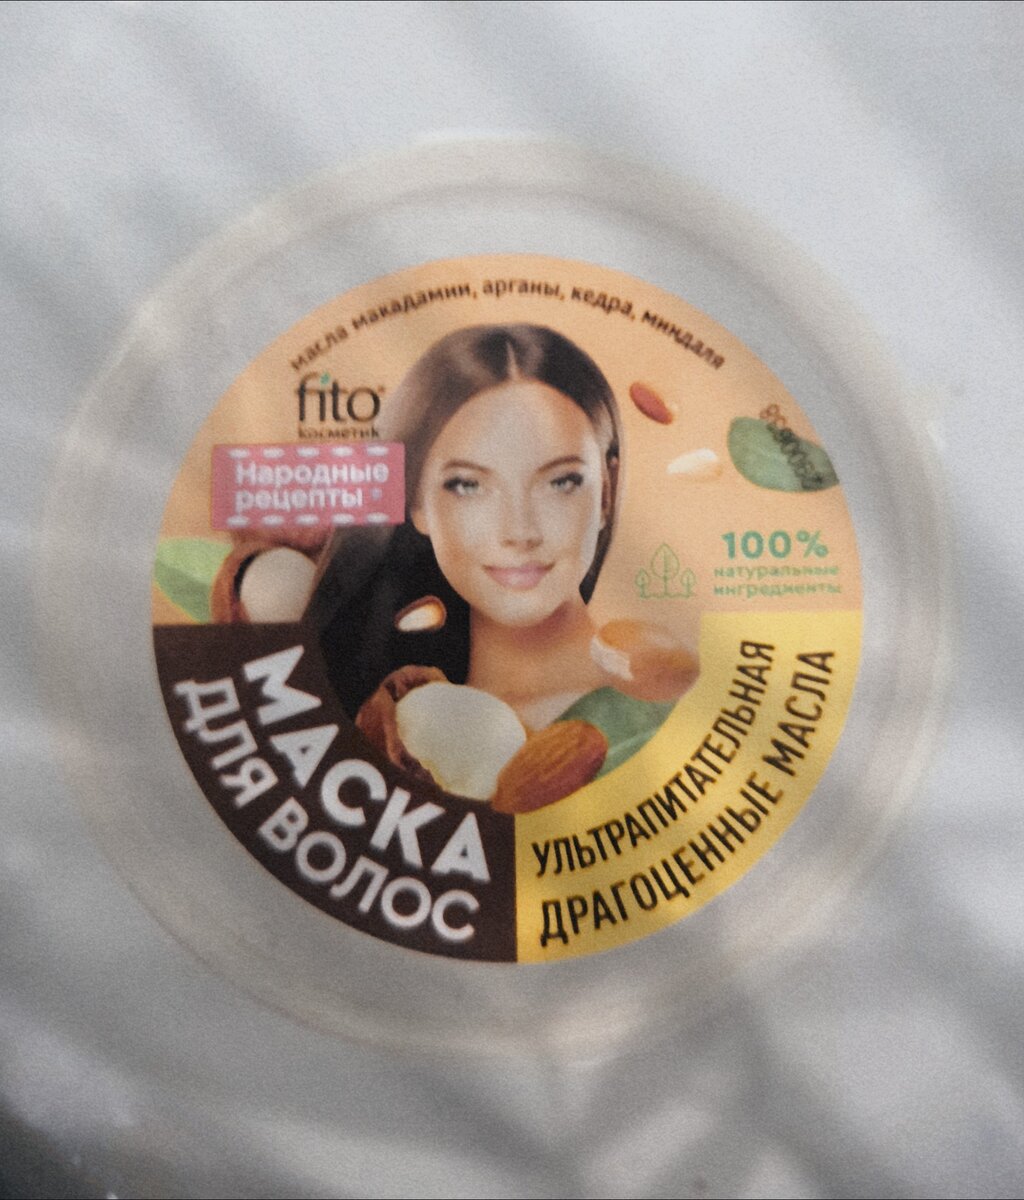 масла макадамии, арганы, кедра, миндаля
fito®
косметик
Народные
рецепты
100%
натуральные
ингредиенты
МАСКА
ДЛЯ ВОЛОС
УЛЬТРАПИТАТЕЛЬНАЯ
ДРАГОЦЕННЫЕ МАСЛА